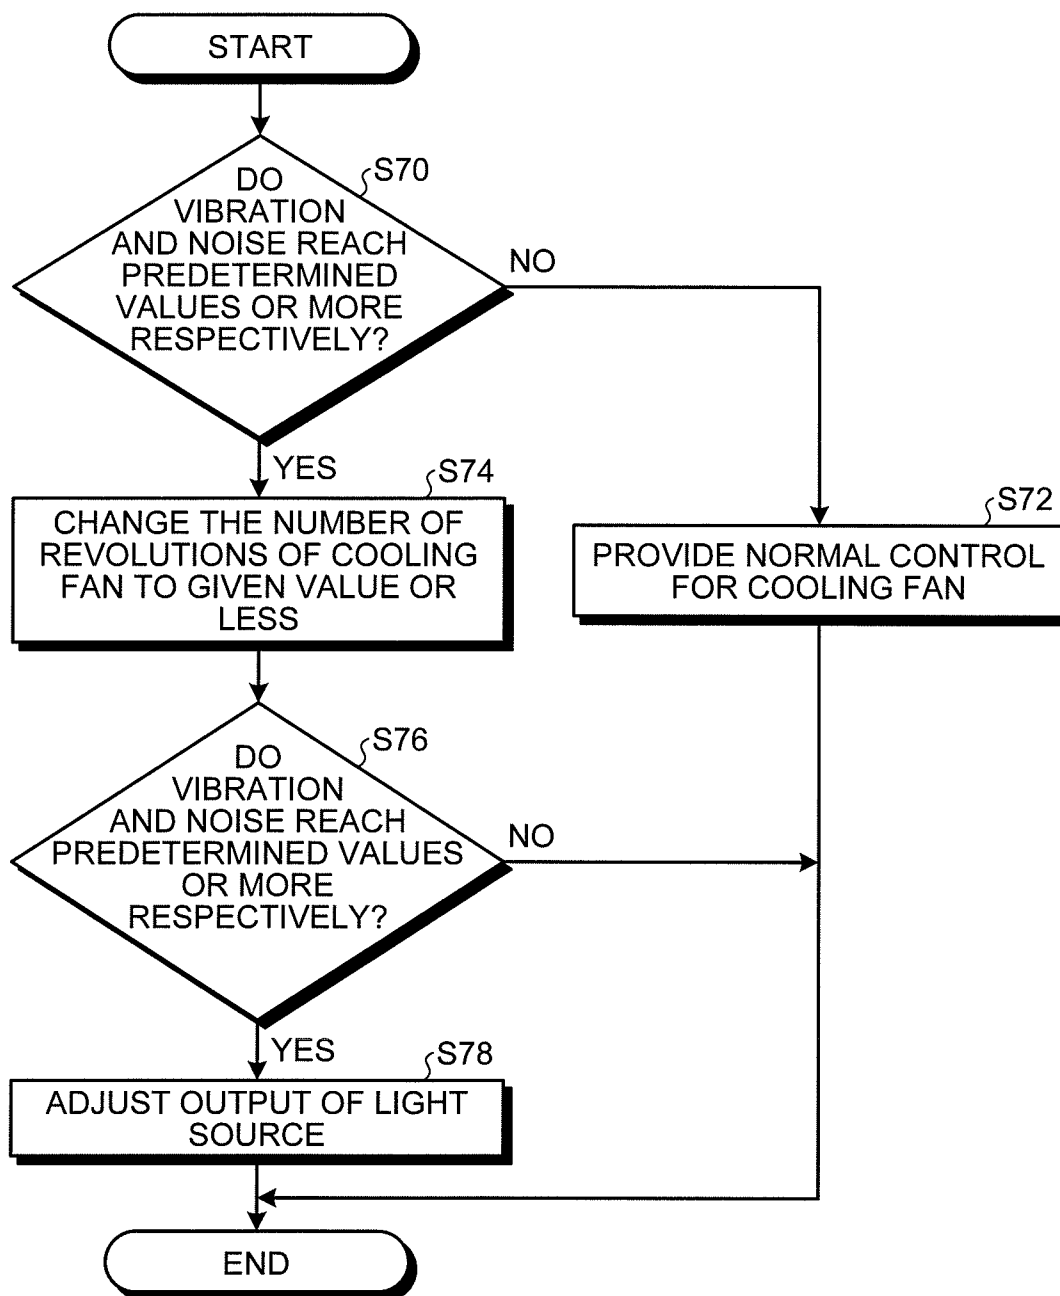 START
S70
DO
VIBRATION
AND NOISE REACH
PREDETERMINED
VALUES OR MORE
RESPECTIVELY?
NO
YES
S74
CHANGE THE NUMBER OF
REVOLUTIONS OF COOLING
FAN TO GIVEN VALUE OR
LESS
S72
PROVIDE NORMAL CONTROL
FOR COOLING FAN
S76
DO
VIBRATION
AND NOISE REACH
PREDETERMINED VALUES
OR MORE
RESPECTIVELY?
NO
YES
S78
ADJUST OUTPUT OF LIGHT
SOURCE
END